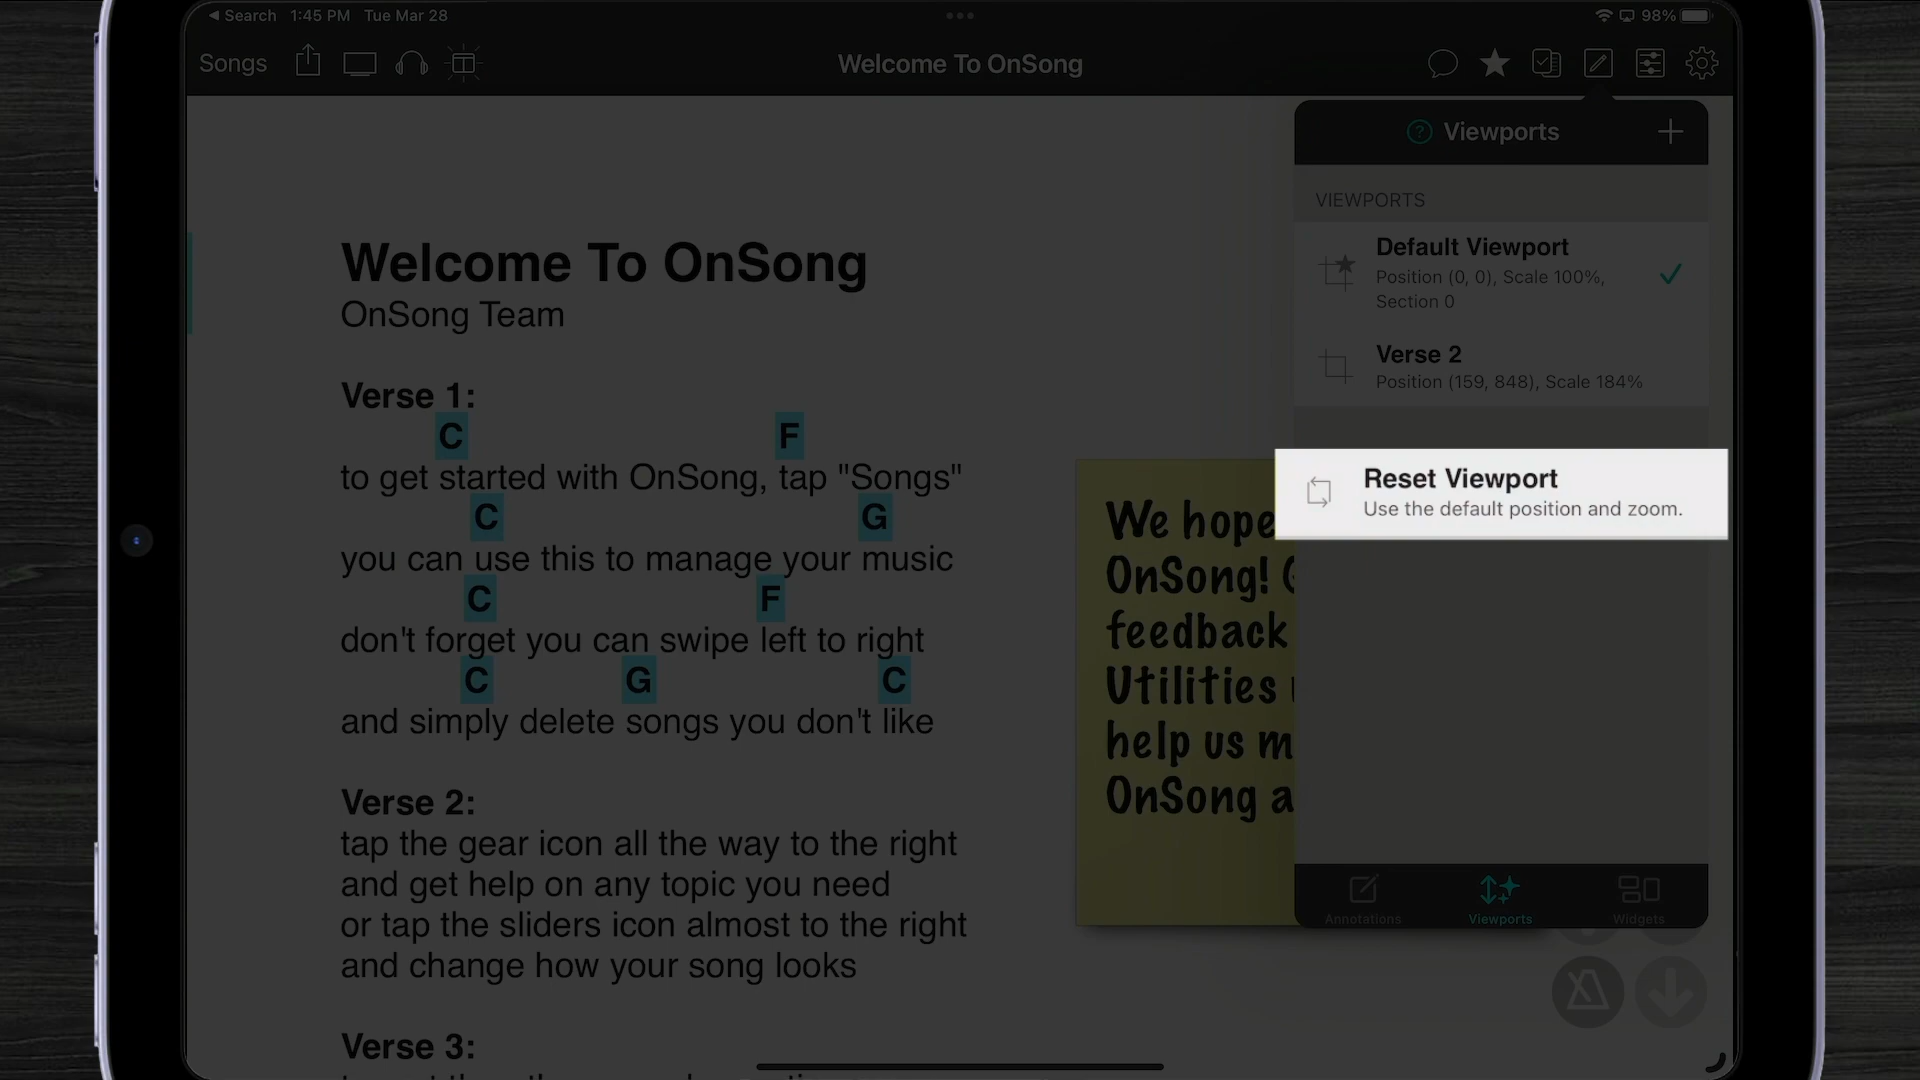 ◀ Search 1:45 PM Tue Mar 28
98%
Songs
Welcome To OnSong
? Viewports
VIEWPORTS
Default Viewport
Position (0, 0), Scale 100%,
Section 0
Verse 2
Position (159, 848), Scale 184%
Reset Viewport
Use the default position and zoom.
Annotations
Viewports
Widgets
Welcome To OnSong
OnSong Team
Verse 1:
C F
to get started with OnSong, tap "Songs"
C G
you can use this to manage your music
C F
don't forget you can swipe left to right
C G C
and simply delete songs you don't like
Verse 2:
tap the gear icon all the way to the right
and get help on any topic you need
or tap the sliders icon almost to the right
and change how your song looks
Verse 3:
We hope
OnSong!
feedback
Utilities
help us m
OnSong a